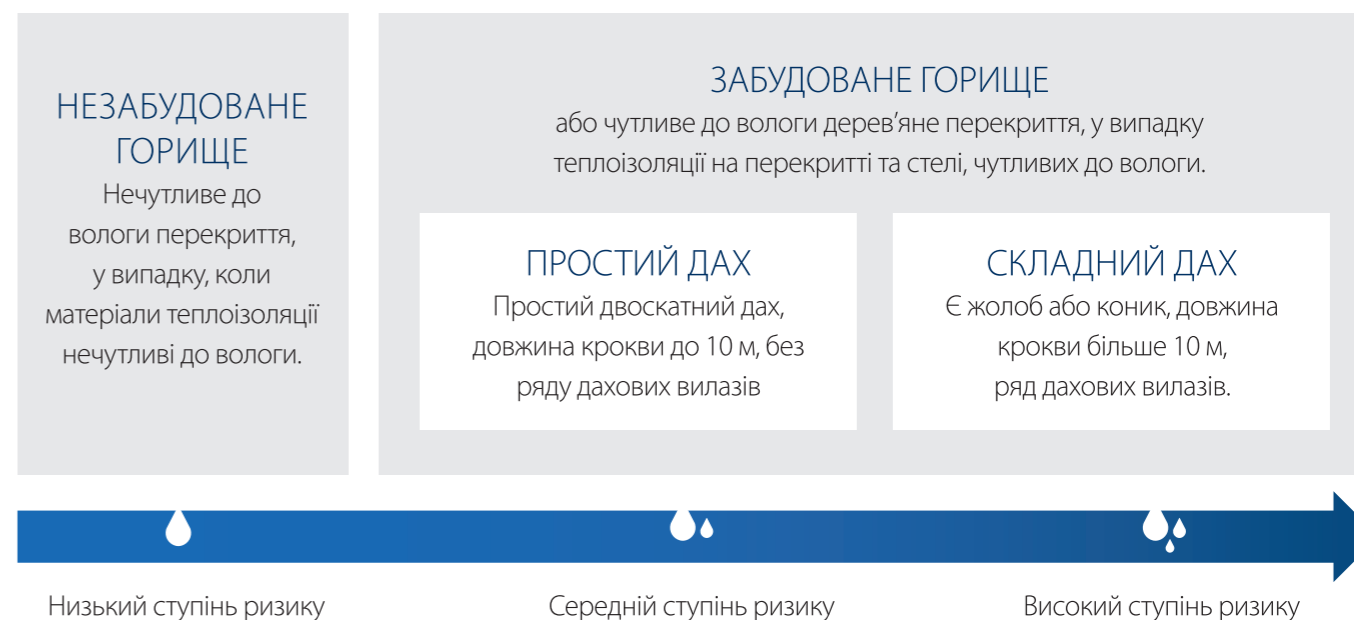 НЕЗАБУДОВАНЕ
ГОРИЩЕ
Нечутливе до
вологи перекриття,
у випадку, коли
матеріали теплоізоляції
нечутливі до вологи.
ЗАБУДОВАНЕ ГОРИЩЕ
або чутливе до вологи дерев’яне перекриття, у випадку
теплоізоляції на перекритті та стелі, чутливих до вологи.
ПРОСТИЙ ДАХ
Простий двоскатний дах,
довжина крокви до 10 м, без
ряду дахових вилазів
СКЛАДНИЙ ДАХ
Є жолоб або коник, довжина
крокви більше 10 м,
ряд дахових вилазів.
Низький ступінь ризику
Середній ступінь ризику
Високий ступінь ризику